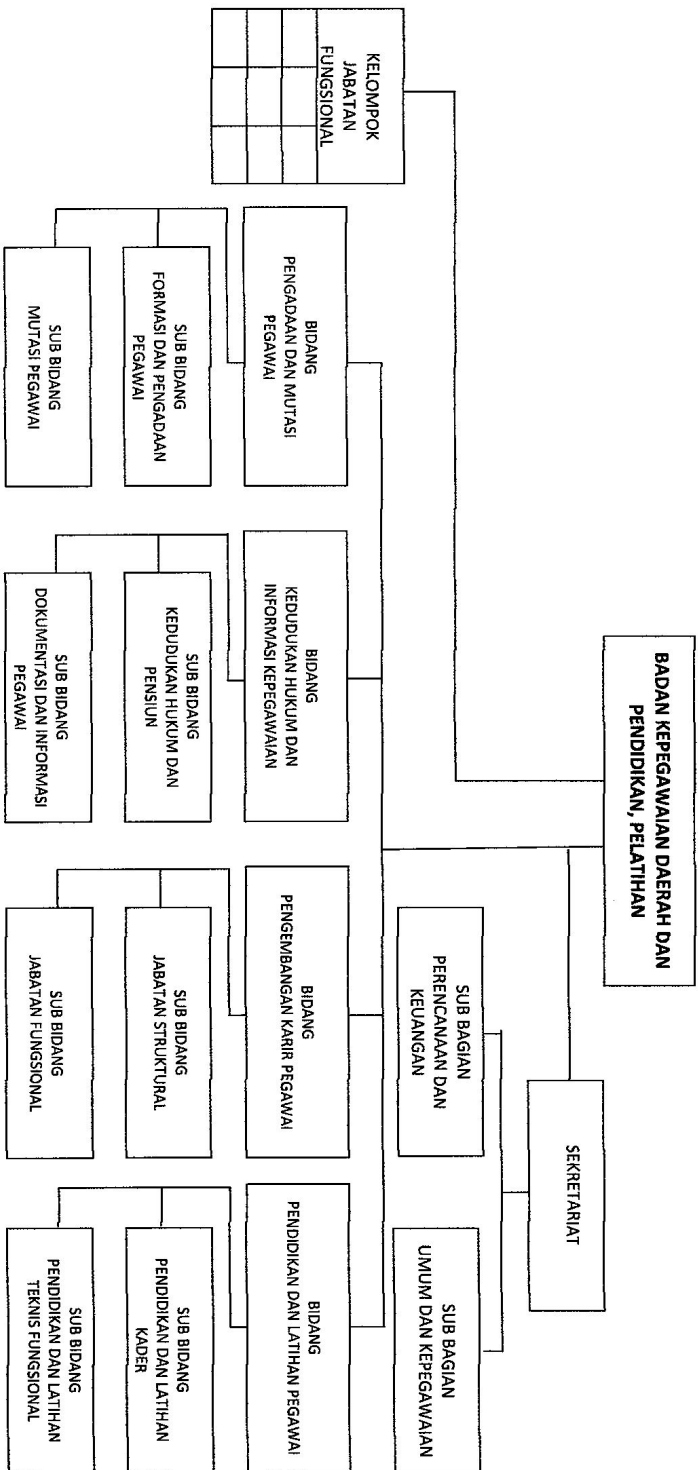 BADAN KEPEGAWAIAN DAERAH DAN
PENDIDIKAN, PELATIHAN
SEKRETARIAT
SUB BAGIAN
PERENCANAAN DAN
KEUANGAN
SUB BAGIAN
UMUM DAN KEPEGAWAIAN
KELOMPOK
JABATAN
FUNGSIONAL
BIDANG
PENGADAAN DAN MUTASI
PEGAWAI
SUB BIDANG
FORMASI DAN PENGADAAN
PEGAWAI
SUB BIDANG
MUTASI PEGAWAI
BIDANG
KEDUDUKAN HUKUM DAN
INFORMASI KEPEGAWAIAN
SUB BIDANG
KEDUDUKAN HUKUM DAN
PENSIUN
SUB BIDANG
DOKUMENTASI DAN INFORMASI
PEGAWAI
BIDANG
PENGEMBANGAN KARIR PEGAWAI
SUB BIDANG
JABATAN STRUKTURAL
SUB BIDANG
JABATAN FUNGSIONAL
BIDANG
PENDIDIKAN DAN LATIHAN PEGAWAI
SUB BIDANG
PENDIDIKAN DAN LATIHAN
KADER
SUB BIDANG
PENDIDIKAN DAN LATIHAN
TEKNIS FUNGSIONAL